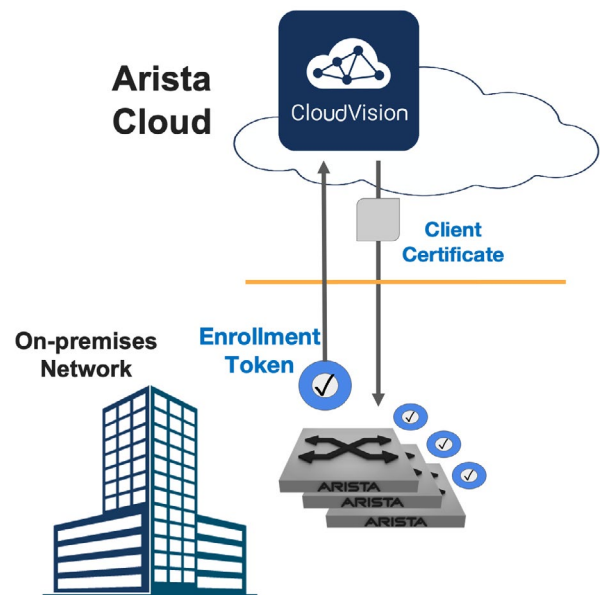 Arista
Cloud
CloudVision
Client
Certificate
Enrollment
Token
On-premises
Network
ARISTA
ARISTA
ARISTA